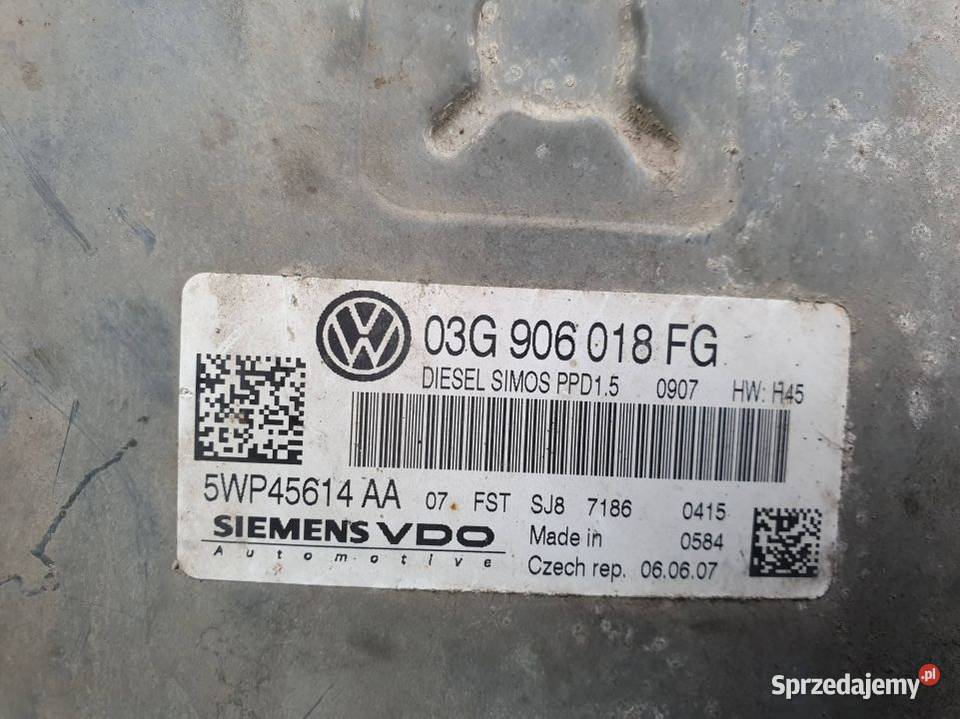 03G 906 018 FG
DIESEL SIMOS PPD1.5 0907 HW: H45
5WP45614 AA 07 FST SJ8 7186 0415
SIEMENS VDO
Automotive
Made in 0584
Czech rep. 06.06.07
Sprzedajemy.pl